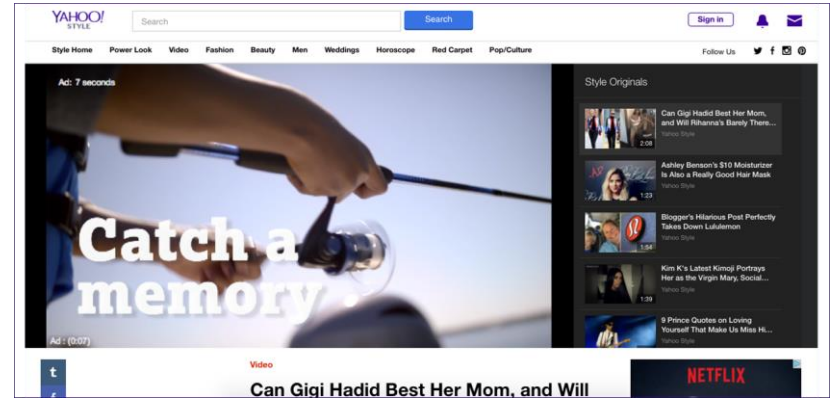 YAHOO!
STYLE
Search
Search
Sign in
Style Home Power Look Video Fashion Beauty Men Weddings Horoscope Red Carpet Pop/Culture
Follow Us
Ad: 7 seconds
Catch a
memory.
Ad : (0:07)
Style Originals
Can Gigi Hadid Best Her Mom,
and Will Rihanna's Barely There...
Yahoo Style
2:08
Ashley Benson's $10 Moisturizer
Is Also a Really Good Hair Mask
Yahoo Style
1:23
Blogger's Hilarious Post Perfectly
Takes Down Lululemon
Yahoo Style
1:54
Kim K's Latest Kimoji Portrays
Her as the Virgin Mary, Social...
Yahoo Style
1:39
9 Prince Quotes on Loving
Yourself That Make Us Miss Hi...
Yahoo Style
Video
Can Gigi Hadid Best Her Mom, and Will
NETFLIX